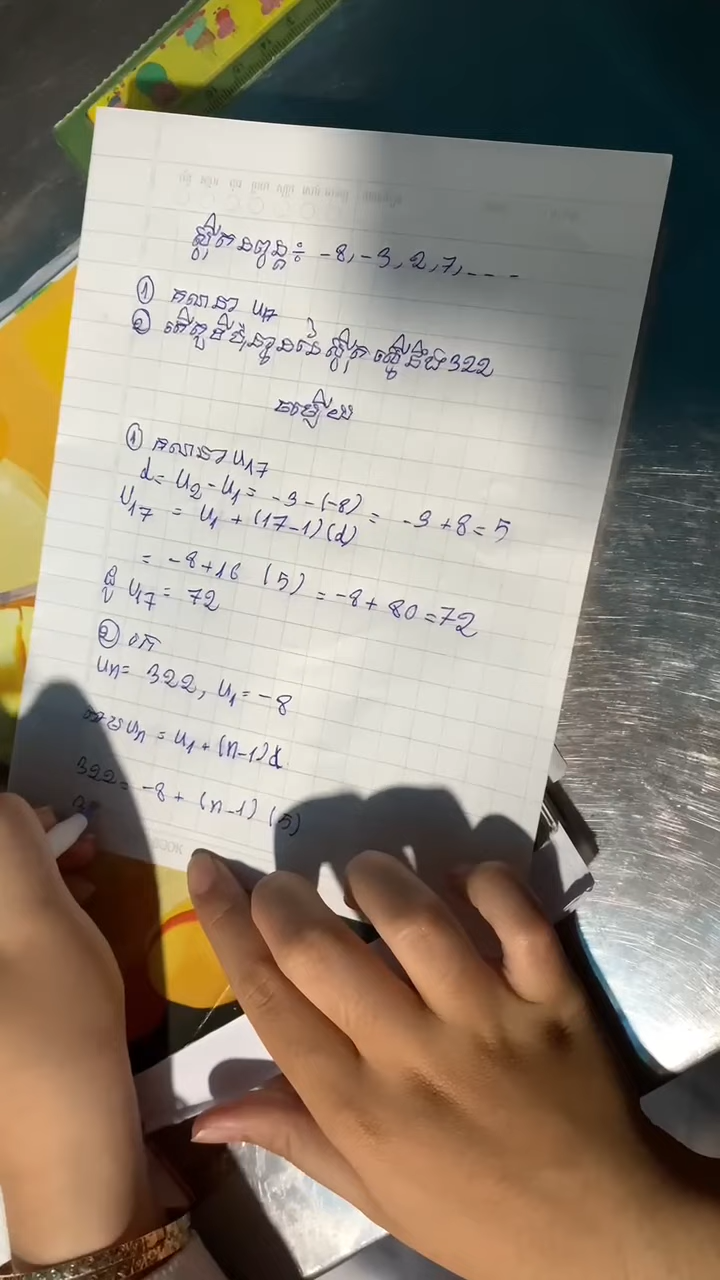 ស្វ៊ីតនព្វន្ត ÷ -8, -3, 2, 7, ....
① គណនា U17
② តើតួទីប៉ុន្មាននៃស្វ៊ីតស្មើនឹង 322
ចម្លើយ
① គណនា U17
d = U2 - U1 = -3 - (-8) = -3 + 8 = 5
U17 = U1 + (17-1)(d)
= -8 + 16 (5) = -8 + 80 = 72
ដូ U17 = 72
② រក
Un = 322, U1 = -8
តាម Un = U1 + (n-1)d
322 = -8 + (n-1) (5)